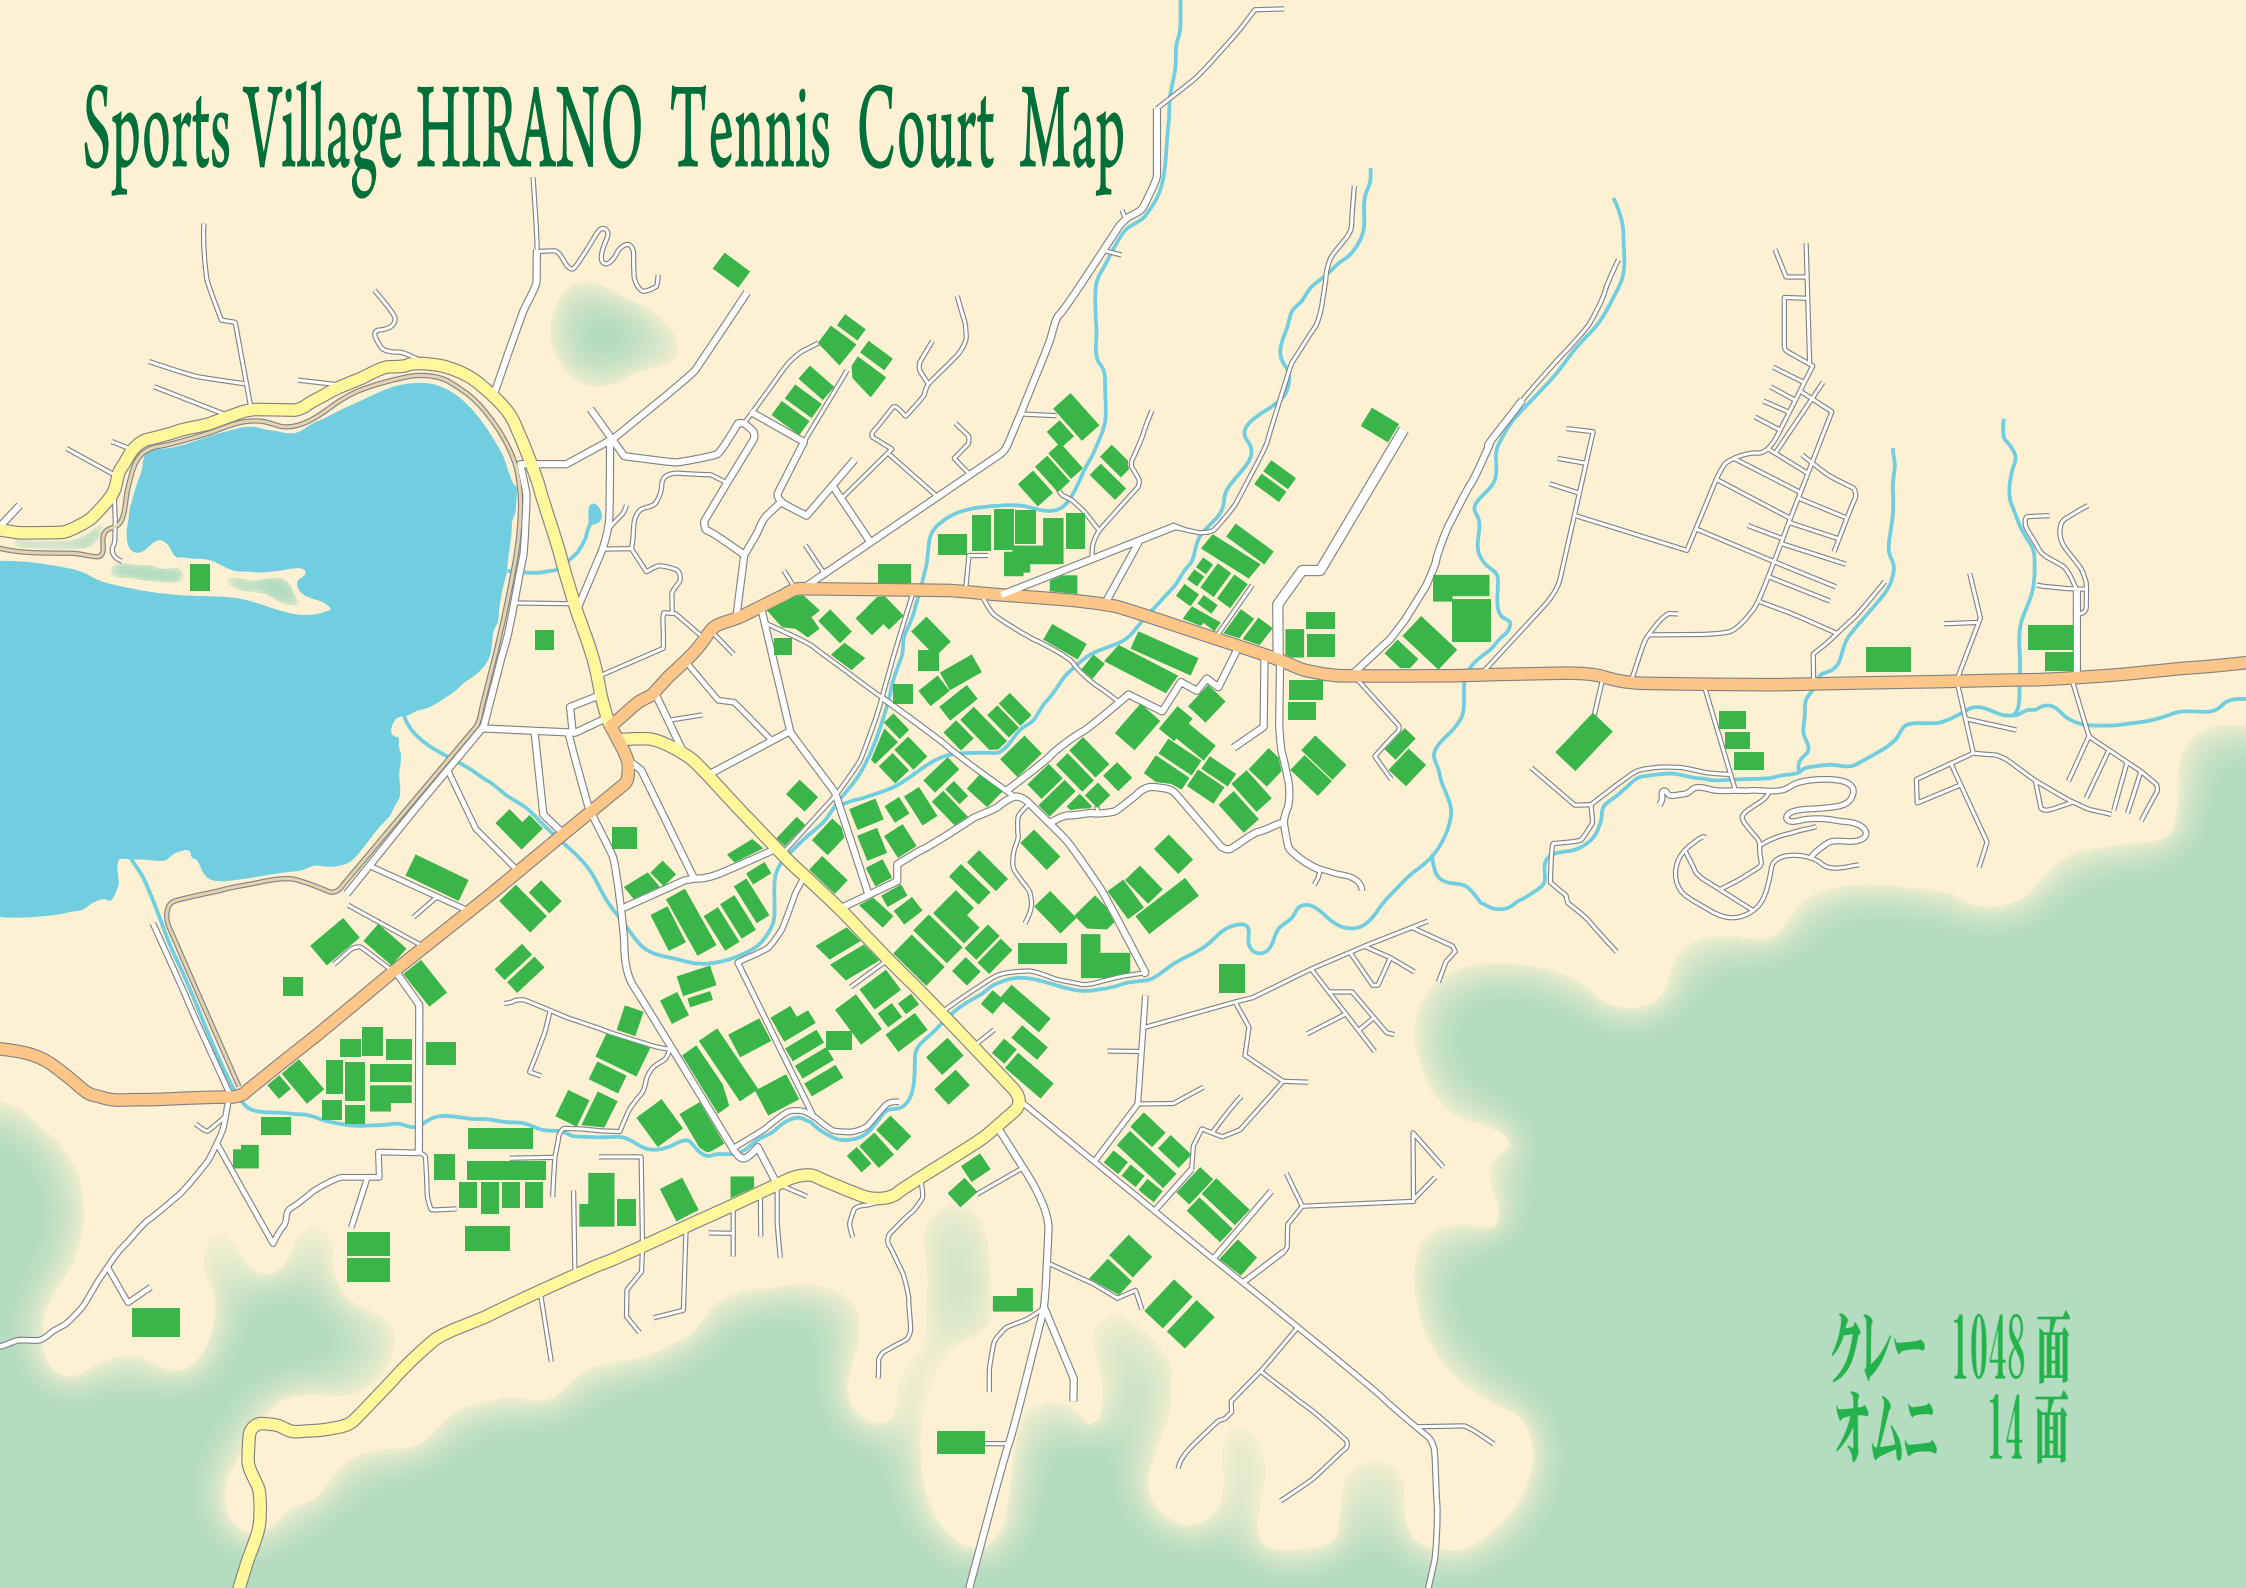 Sports Village HIRANO Tennis Court Map
クレー 1048 面
オムニ 14 面